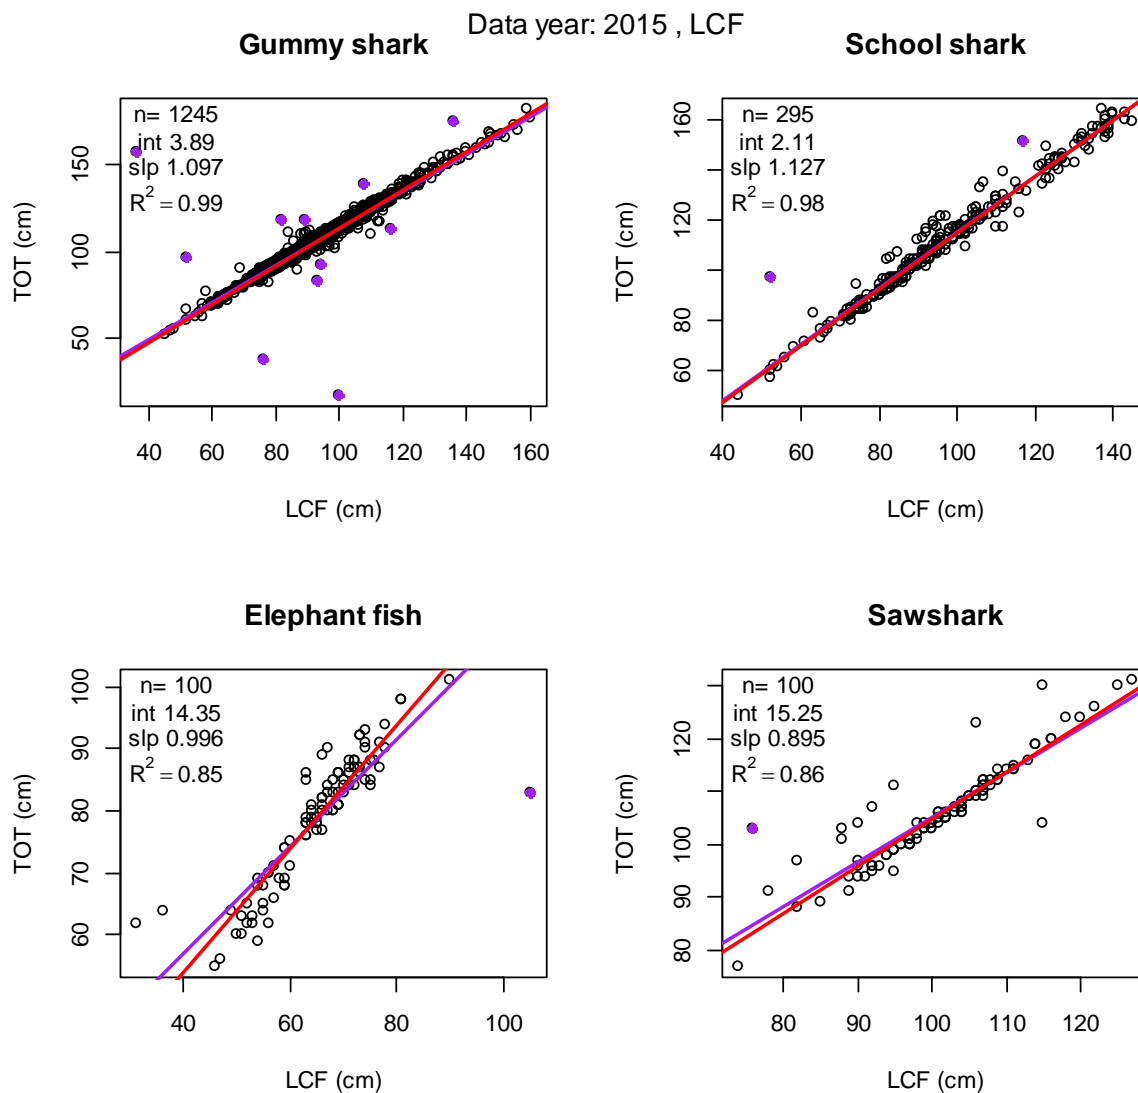 Data year: 2015 , LCF
Gummy shark
n= 1245
int 3.89
slp 1.097
R² = 0.99
TOT (cm)
50 100 150
40 60 80 100 120 140 160
LCF (cm)
School shark
n= 295
int 2.11
slp 1.127
R² = 0.98
TOT (cm)
60 80 100 120 160
40 60 80 100 120 140
LCF (cm)
Elephant fish
n= 100
int 14.35
slp 0.996
R² = 0.85
TOT (cm)
60 70 80 90 100
40 60 80 100
LCF (cm)
Sawshark
n= 100
int 15.25
slp 0.895
R² = 0.86
TOT (cm)
80 90 100 120
80 90 100 110 120
LCF (cm)